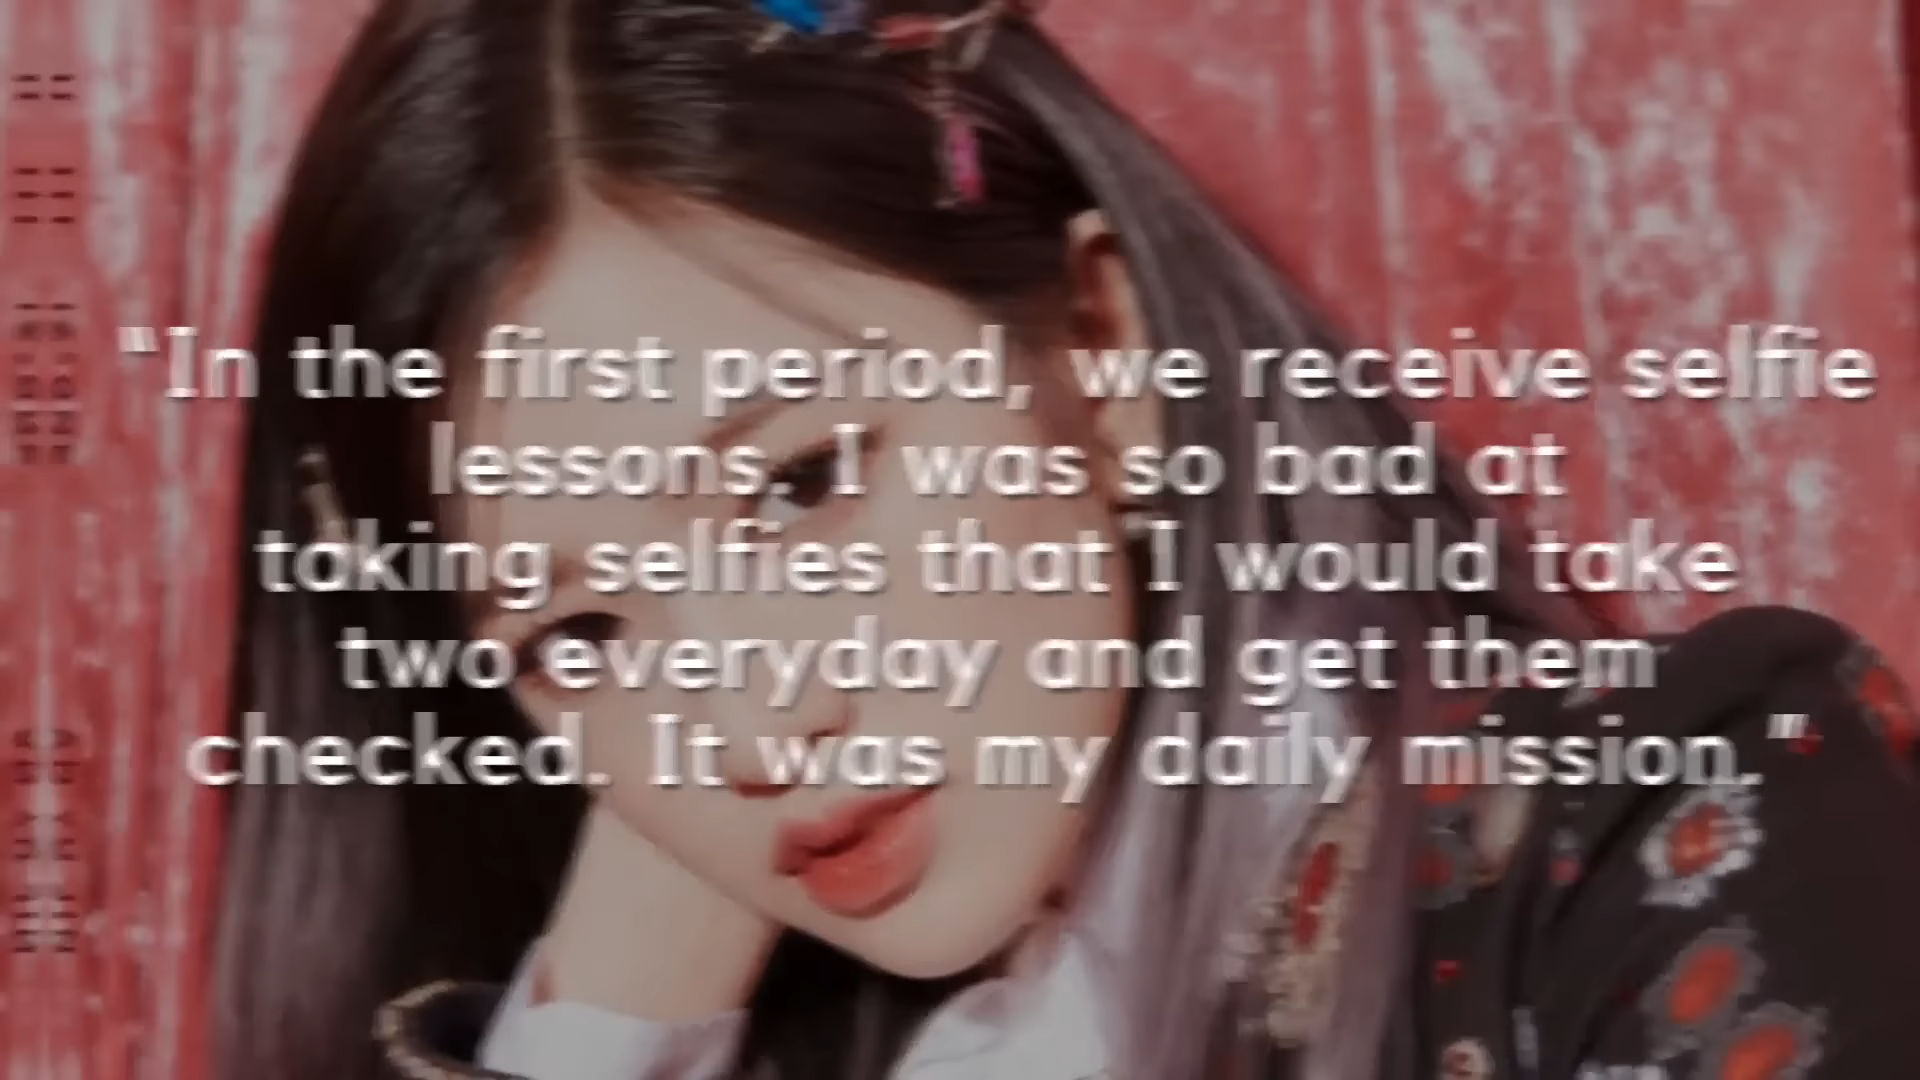 "In the first period, we receive selfie
lessons. I was so bad at
taking selfies that I would take
two everyday and get them
checked. It was my daily mission."